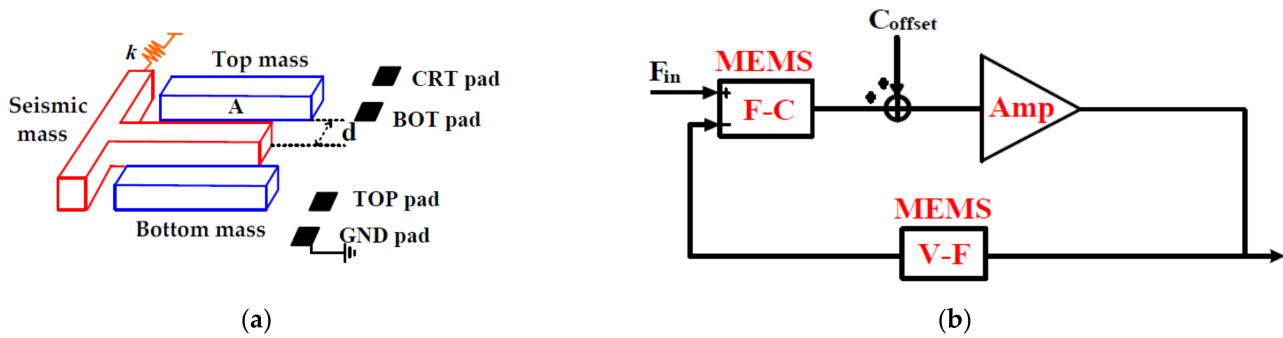 k
Top mass
CRT pad
Seismic
mass
A
BOT pad
d
TOP pad
Bottom mass
GND pad
(a)
Coffset
MEMS
Fin
+
F-C
−
Amp
MEMS
V-F
(b)